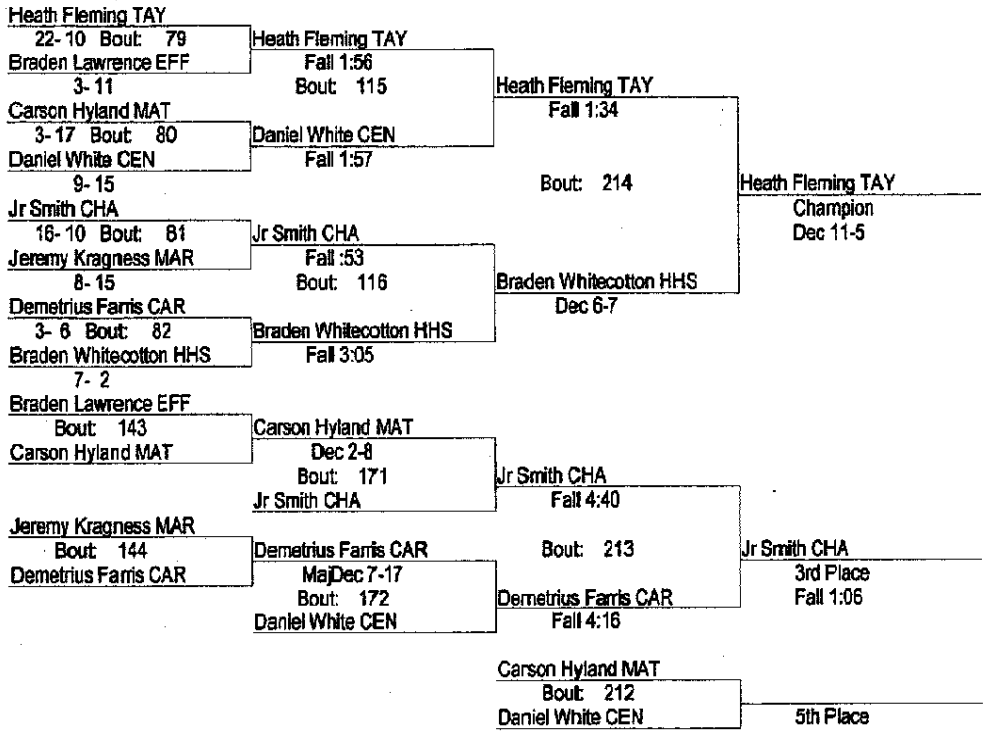 Heath Fleming TAY
22- 10 Bout: 79
Braden Lawrence EFF
3- 11
Carson Hyland MAT
3- 17 Bout: 80
Daniel White CEN
9- 15
Jr Smith CHA
16- 10 Bout: 81
Jeremy Kragness MAR
8- 15
Demetrius Farris CAR
3- 6 Bout: 82
Braden Whitecotton HHS
7- 2
Heath Fleming TAY
Fall 1:56
Bout: 115
Daniel White CEN
Fall 1:57
Jr Smith CHA
Fall :53
Bout: 116
Braden Whitecotton HHS
Fall 3:05
Heath Fleming TAY
Fall 1:34
Bout: 214
Braden Whitecotton HHS
Dec 6-7
Heath Fleming TAY
Champion
Dec 11-5
Braden Lawrence EFF
Bout: 143
Carson Hyland MAT
Jeremy Kragness MAR
Bout: 144
Demetrius Farris CAR
Carson Hyland MAT
Dec 2-8
Bout: 171
Jr Smith CHA
Demetrius Farris CAR
MajDec 7-17
Bout: 172
Daniel White CEN
Jr Smith CHA
Fall 4:40
Bout: 213
Demetrius Farris CAR
Fall 4:16
Jr Smith CHA
3rd Place
Fall 1:06
Carson Hyland MAT
Bout: 212
Daniel White CEN
5th Place